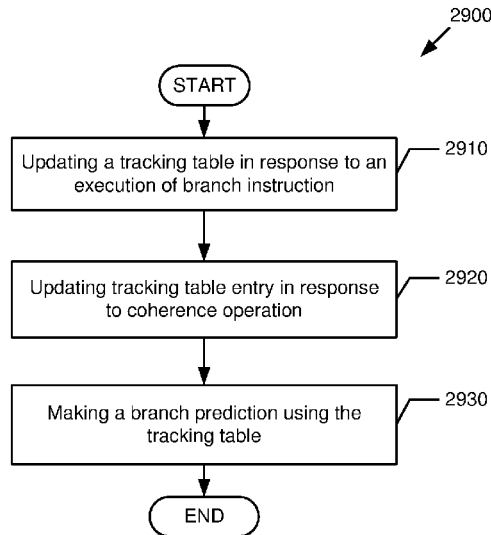 2900
START
Updating a tracking table in response to an
execution of branch instruction
2910
Updating tracking table entry in response
to coherence operation
2920
Making a branch prediction using the
tracking table
2930
END